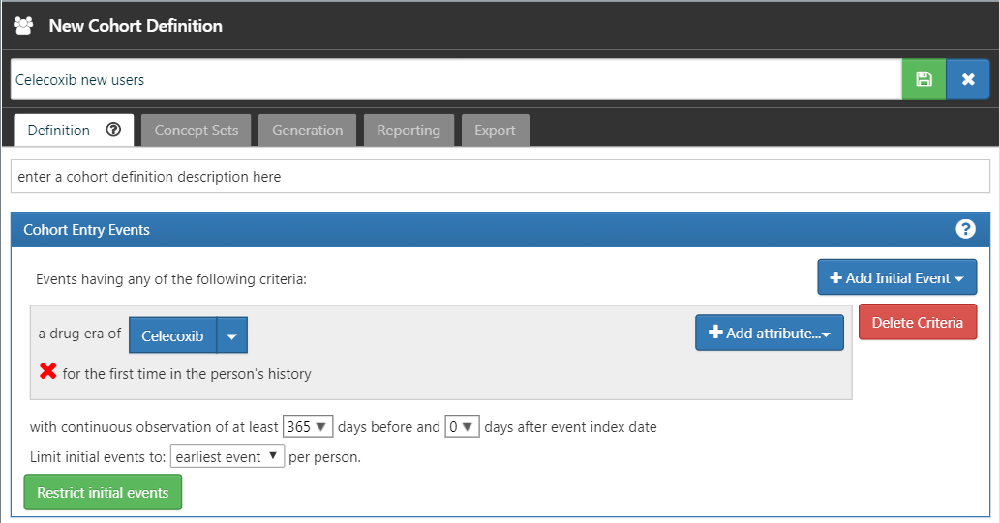 New Cohort Definition
Celecoxib new users
Definition ?
Concept Sets
Generation
Reporting
Export
enter a cohort definition description here
Cohort Entry Events ?
Events having any of the following criteria:
+ Add Initial Event
a drug era of Celecoxib
+ Add attribute...
Delete Criteria
for the first time in the person's history
with continuous observation of at least 365 days before and 0 days after event index date
Limit initial events to: earliest event per person.
Restrict initial events